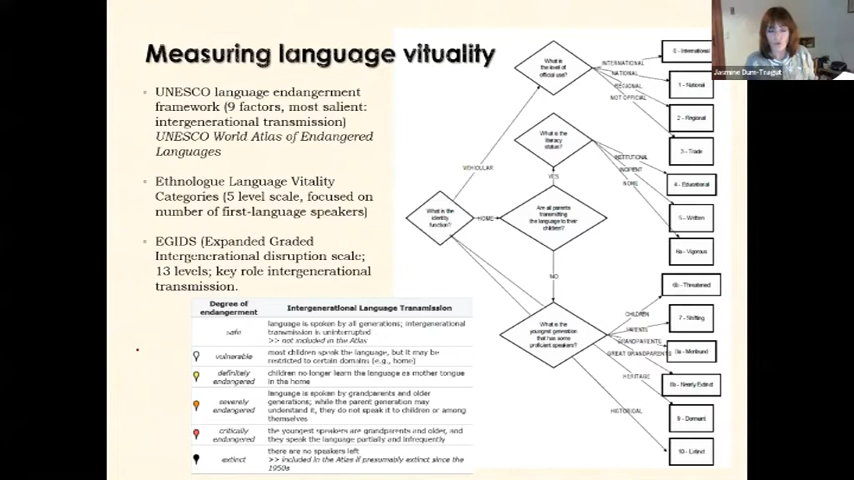 Measuring language vituality
UNESCO language endangerment
framework (9 factors, most salient:
intergenerational transmission)
UNESCO World Atlas of Endangered
Languages
Ethnologue Language Vitality
Categories (5 level scale, focused on
number of first-language speakers)
EGIDS (Expanded Graded
Intergenerational disruption scale;
13 levels; key role intergenerational
transmission.
Degree of
endangerment
Intergenerational Language Transmission
safe
language is spoken by all generations; intergenerational
transmission is uninterrupted
>> not included in the Atlas
vulnerable
most children speak the language, but it may be
restricted to certain domains (e.g., home)
definitely
endangered
children no longer learn the language as mother tongue
in the home
severely
endangered
language is spoken by grandparents and older
generations; while the parent generation may
understand it, they do not speak it to children or among
themselves
critically
endangered
the youngest speakers are grandparents and older, and
they speak the language partially and infrequently
extinct
there are no speakers left
>> included in the Atlas if presumably extinct since the
1950s
What is the
identity
function?
VEHICULAR
HOME
What is
the level of
official use?
INTERNATIONAL
NATIONAL
REGIONAL
NOT OFFICIAL
0 - International
1 - National
2 - Regional
3 - Trade
What is the
literacy
status?
YES
INSTITUTIONAL
INCIPIENT
NONE
4 - Educational
5 - Written
6a - Vigorous
Are all parents
transmitting
the language to their
children?
NO
What is the
youngest generation
that has some
proficient speakers?
CHILDREN
PARENTS
GRANDPARENTS
GREAT GRANDPARENTS
HERITAGE
HISTORICAL
6b - Threatened
7 - Shifting
8a - Moribund
8b - Nearly Extinct
9 - Dormant
10 - Extinct
Jasmine Dum-Tragut